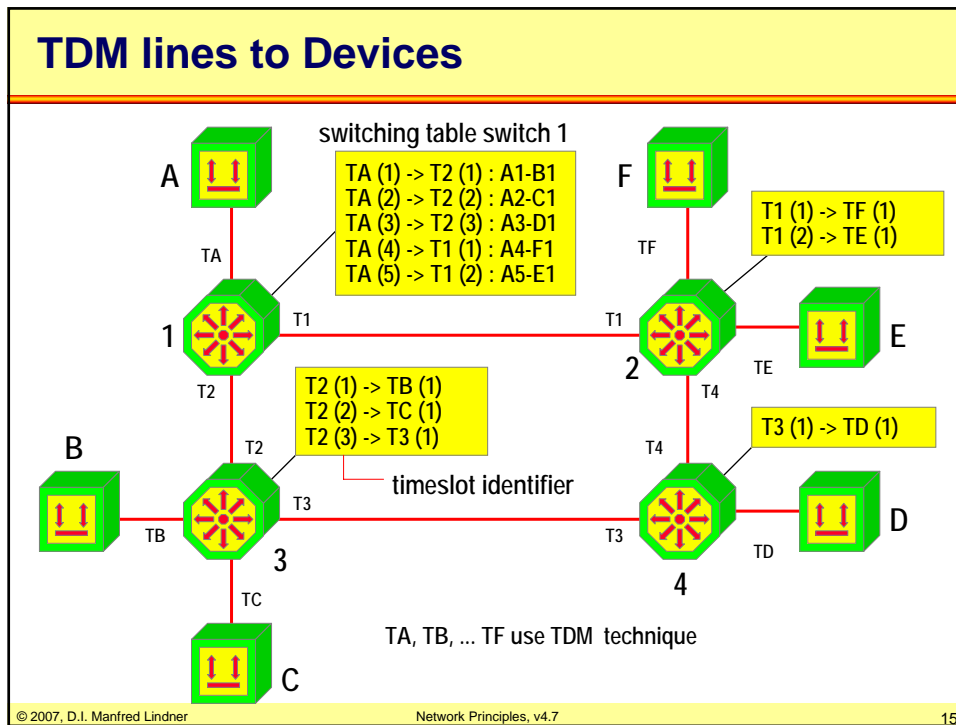 TDM lines to Devices
switching table switch 1
A
TA (1) -> T2 (1) : A1-B1
TA (2) -> T2 (2) : A2-C1
TA (3) -> T2 (3) : A3-D1
TA (4) -> T1 (1) : A4-F1
TA (5) -> T1 (2) : A5-E1
F
T1 (1) -> TF (1)
T1 (2) -> TE (1)
TA
TF
1
T1
T1
2
E
TE
T2
T4
T2 (1) -> TB (1)
T2 (2) -> TC (1)
T2 (3) -> T3 (1)
T3 (1) -> TD (1)
B
T2
T4
timeslot identifier
TB
T3
T3
D
TD
3
4
TC
TA, TB, ... TF use TDM technique
C
© 2007, D.I. Manfred Lindner
Network Principles, v4.7
15